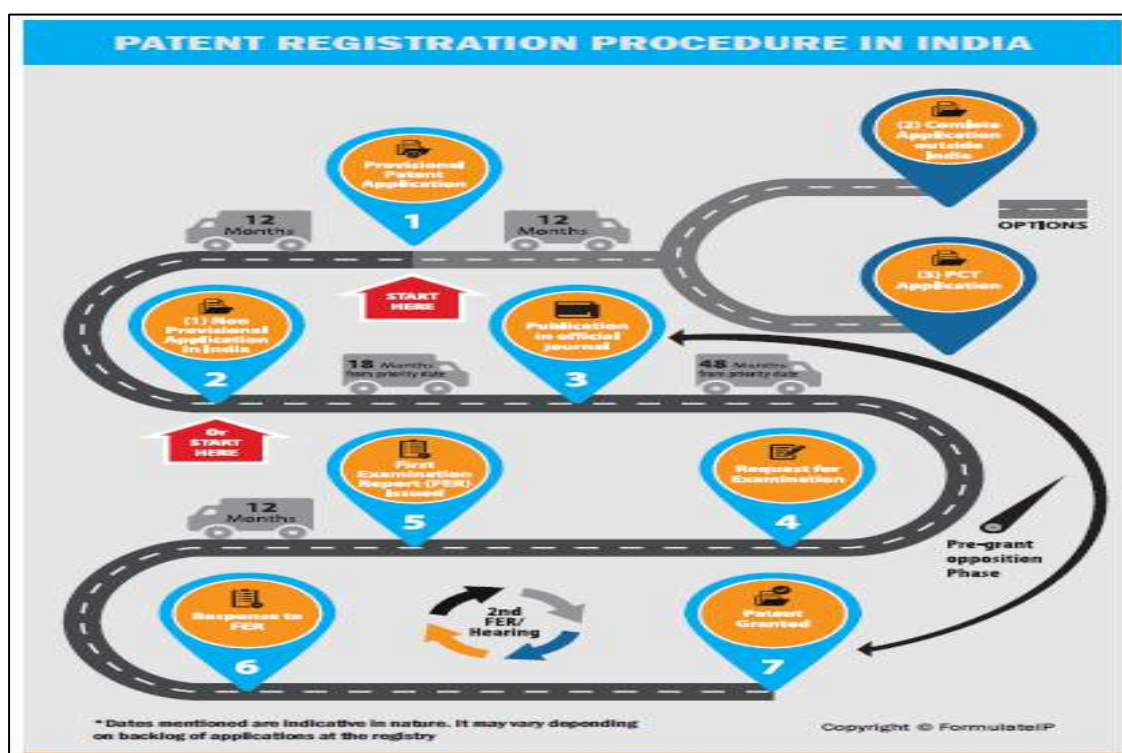 PATENT REGISTRATION PROCEDURE IN INDIA
(2) Comlete
Application
outside
India
Provisional
Patent
Application
1
12
Months
12
Months
OPTIONS
START
HERE
(3) PCT
Application
(1) Non
Provisional
Application
in India
2
Publication
in official
journal
3
18 Months
from priority date
48 Months
from priority date
Or
START
HERE
First
Examination
Report (FER)
Issued
5
Request for
Examination
4
12
Months
Pre-grant
opposition
Phase
Response to
FER
6
2nd
FER/
Hearing
Patent
Granted
7
*Dates mentioned are indicative in nature. It may vary depending
on backlog of applications at the registry
Copyright © FormulateIP